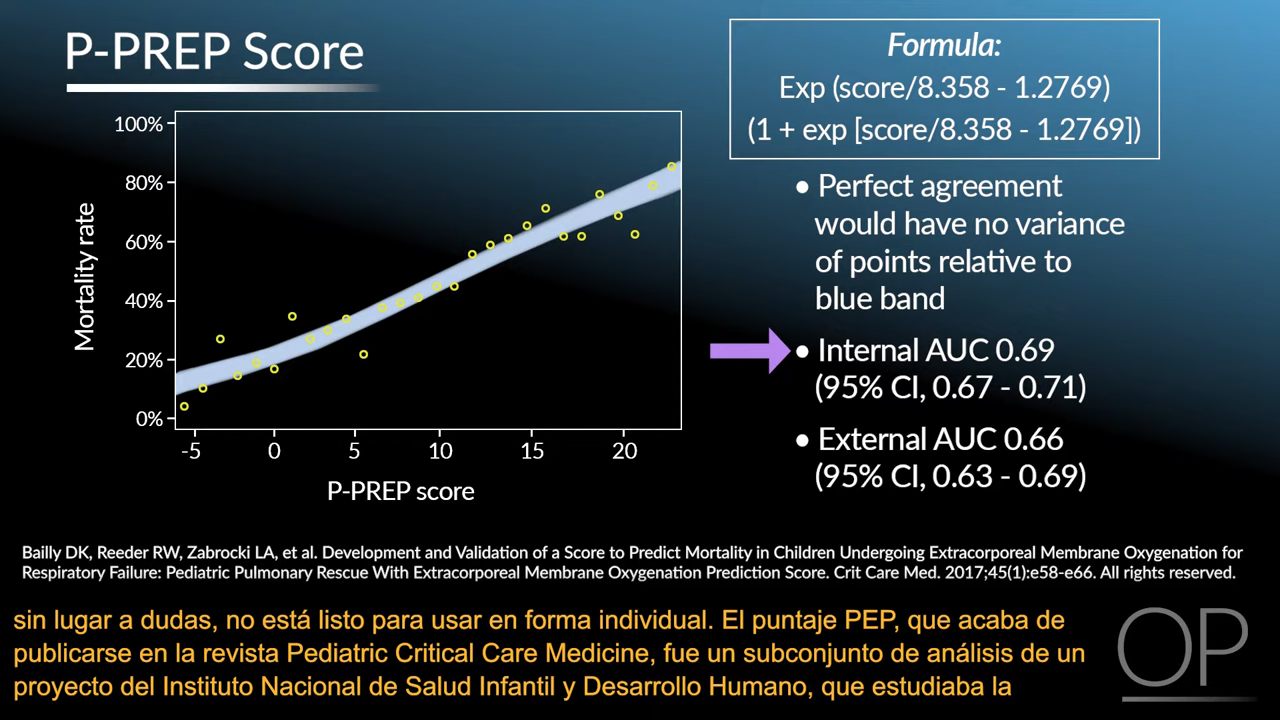 P-PREP Score
Formula:
Exp (score/8.358 - 1.2769)
(1 + exp [score/8.358 - 1.2769])
100%
80%
60%
40%
20%
0%
Mortality rate
-5 0 5 10 15 20
P-PREP score
• Perfect agreement
would have no variance
of points relative to
blue band
• Internal AUC 0.69
(95% CI, 0.67 - 0.71)
• External AUC 0.66
(95% CI, 0.63 - 0.69)
Bailly DK, Reeder RW, Zabrocki LA, et al. Development and Validation of a Score to Predict Mortality in Children Undergoing Extracorporeal Membrane Oxygenation for
Respiratory Failure: Pediatric Pulmonary Rescue With Extracorporeal Membrane Oxygenation Prediction Score. Crit Care Med. 2017;45(1):e58-e66. All rights reserved.
sin lugar a dudas, no está listo para usar en forma individual. El puntaje PEP, que acaba de
publicarse en la revista Pediatric Critical Care Medicine, fue un subconjunto de análisis de un
proyecto del Instituto Nacional de Salud Infantil y Desarrollo Humano, que estudiaba la
OP